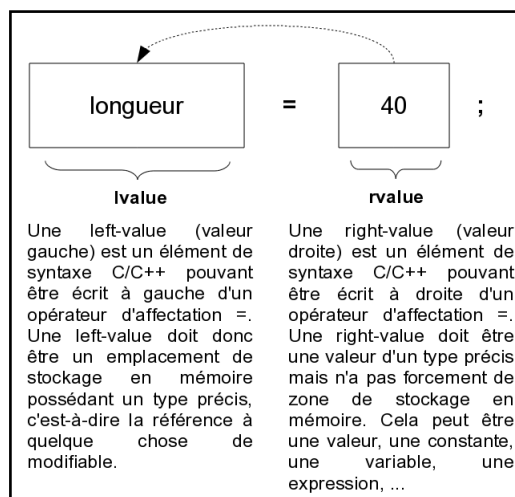 longueur = 40 ;
lvalue
rvalue
Une left-value (valeur
gauche) est un élément de
syntaxe C/C++ pouvant
être écrit à gauche d'un
opérateur d'affectation =.
Une left-value doit donc
être un emplacement de
stockage en mémoire
possédant un type précis,
c'est-à-dire la référence à
quelque chose de
modifiable.
Une right-value (valeur
droite) est un élément de
syntaxe C/C++ pouvant
être écrit à droite d'un
opérateur d'affectation =.
Une right-value doit être
une valeur d'un type précis
mais n'a pas forcement de
zone de stockage en
mémoire. Cela peut être
une valeur, une constante,
une variable, une
expression, ...